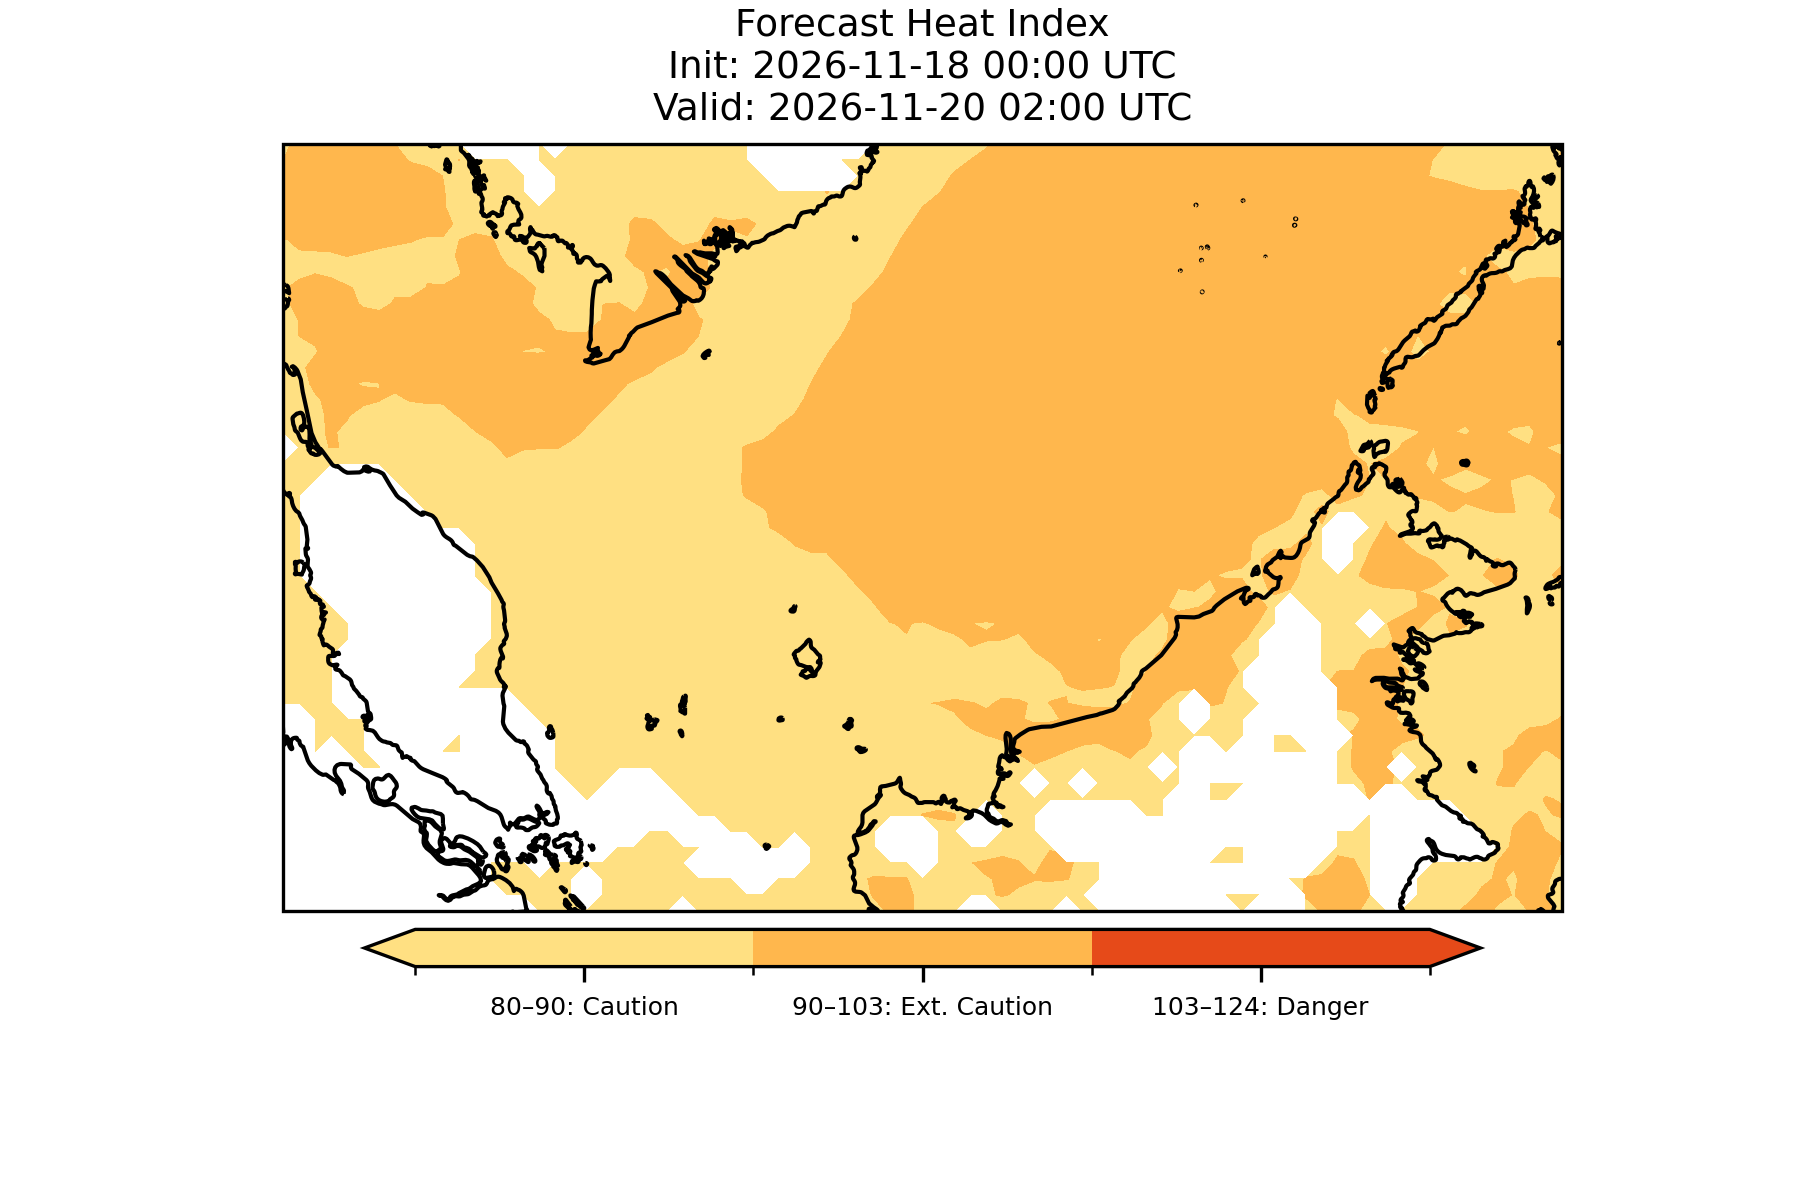 Forecast Heat Index
Init: 2026-11-18 00:00 UTC
Valid: 2026-11-20 02:00 UTC
80–90: Caution
90–103: Ext. Caution
103–124: Danger